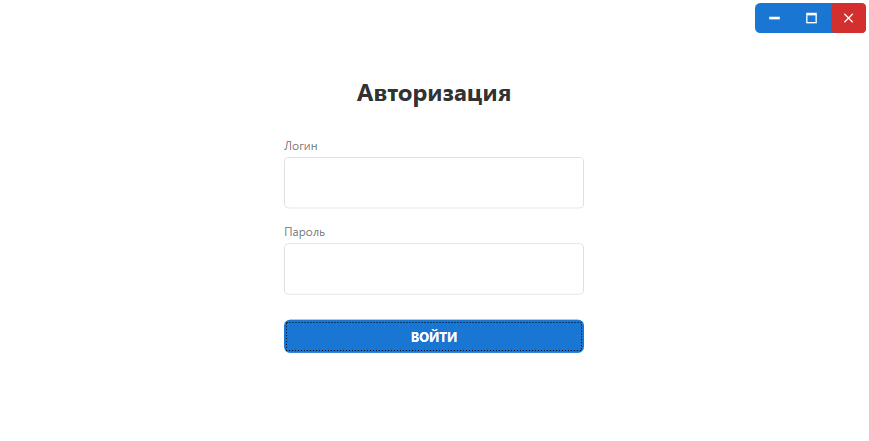 Авторизация
Логин
Пароль
ВОЙТИ